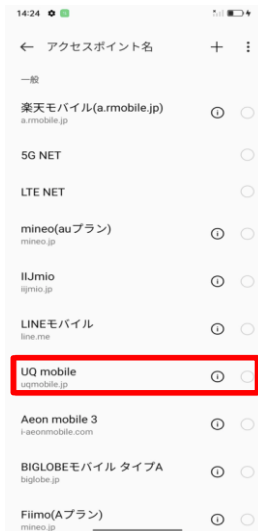 14:24
← アクセスポイント名
一般
楽天モバイル(a.rmobile.jp)
a.rmobile.jp
5G NET
LTE NET
mineo(auプラン)
mineo.jp
IIJmio
iijmio.jp
LINEモバイル
line.me
UQ mobile
uqmobile.jp
Aeon mobile 3
i-aeonmobile.com
BIGLOBEモバイル タイプA
biglobe.jp
Fiimo(Aプラン)
mineo.jp